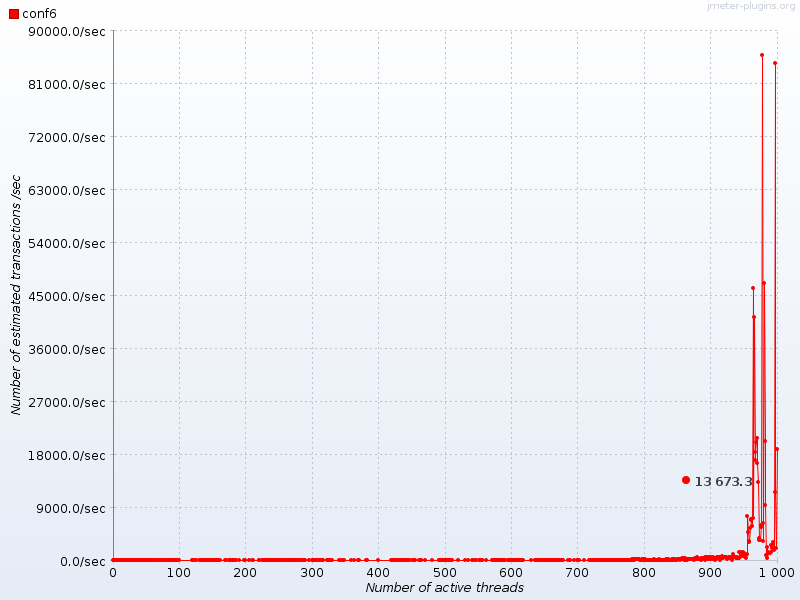 jmeter-plugins.org
conf6
90000.0/sec
81000.0/sec
72000.0/sec
63000.0/sec
54000.0/sec
45000.0/sec
36000.0/sec
27000.0/sec
18000.0/sec
9000.0/sec
0.0/sec
Number of estimated transactions /sec
13 673.3
0 100 200 300 400 500 600 700 800 900 1 000
Number of active threads